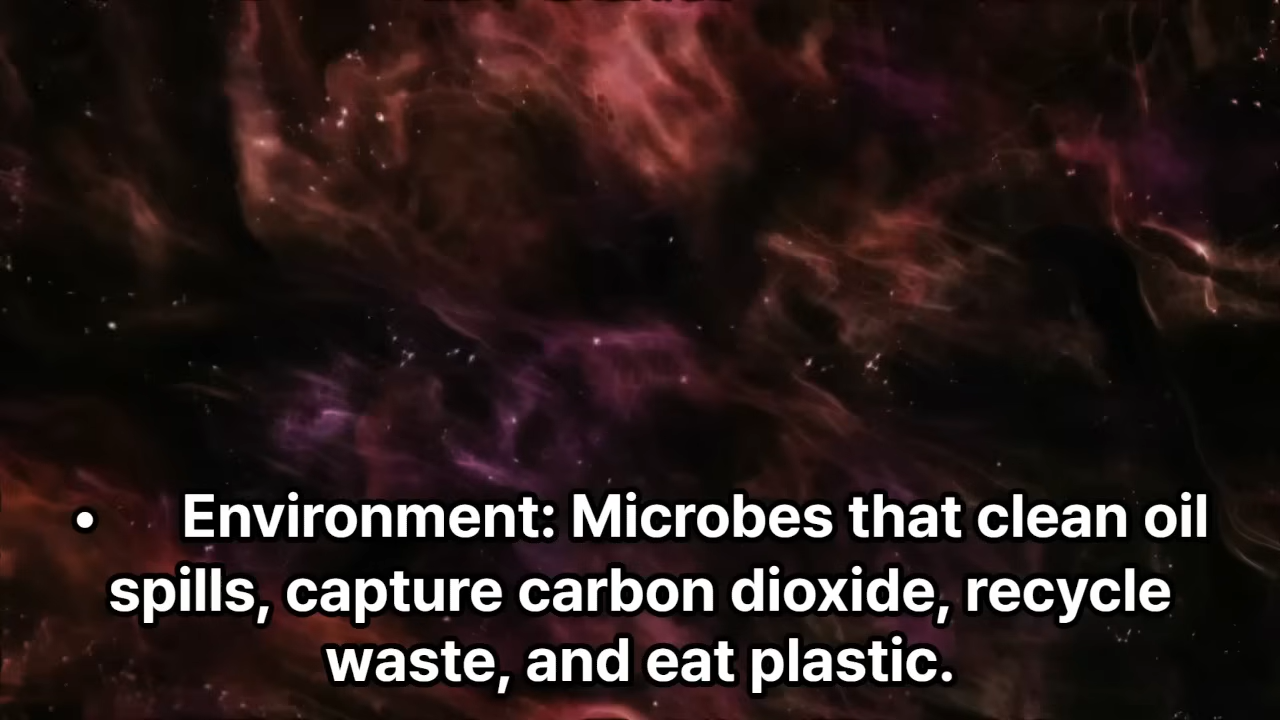 • Environment: Microbes that clean oil
spills, capture carbon dioxide, recycle
waste, and eat plastic.